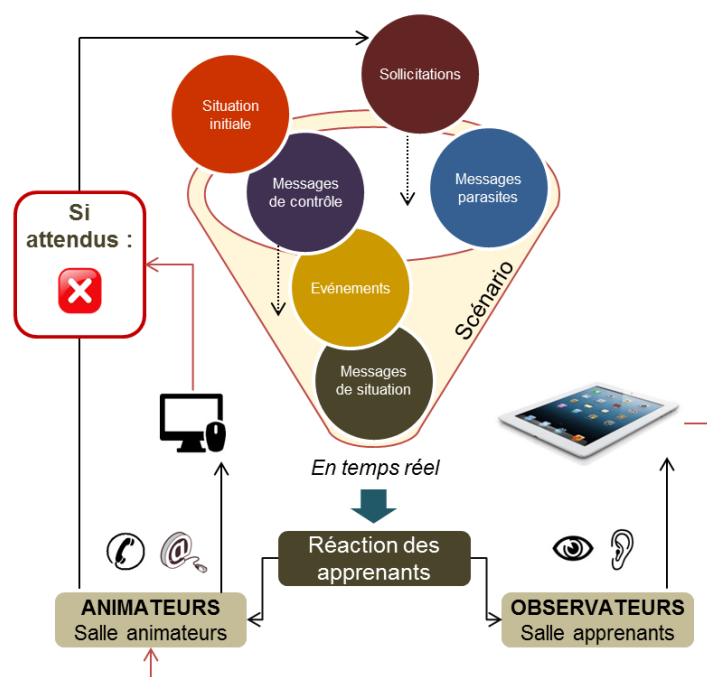 Sollicitations
Situation
initiale
Messages
de contrôle
Messages
parasites
Si
attendus :
Evénements
Scénario
Messages
de situation
En temps réel
Réaction des
apprenants
@
ANIMATEURS
Salle animateurs
OBSERVATEURS
Salle apprenants